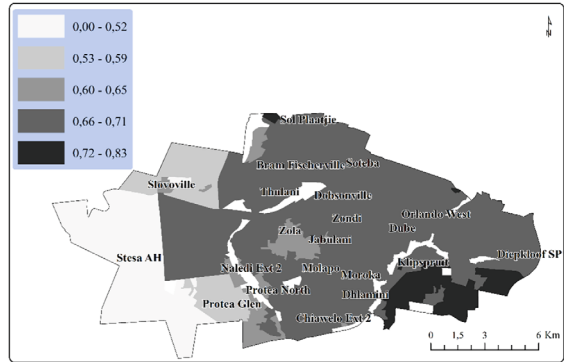 0,00 - 0,52
N
0,53 - 0,59
0,60 - 0,65
0,66 - 0,71
0,72 - 0,83
Sol Plaatjie
Bram Fischerville Soteba
Slovoville
Thulani Dobsonville
Zondi Orlando West
Zola Dube
Jabulani
Stesa AH Klipspruit Diepkloof SP
Naledi Ext 2 Molapo Moroka
Protea North Dhlamini
Protea Glen
Chiawelo Ext 2
0 1,5 3 6
Km